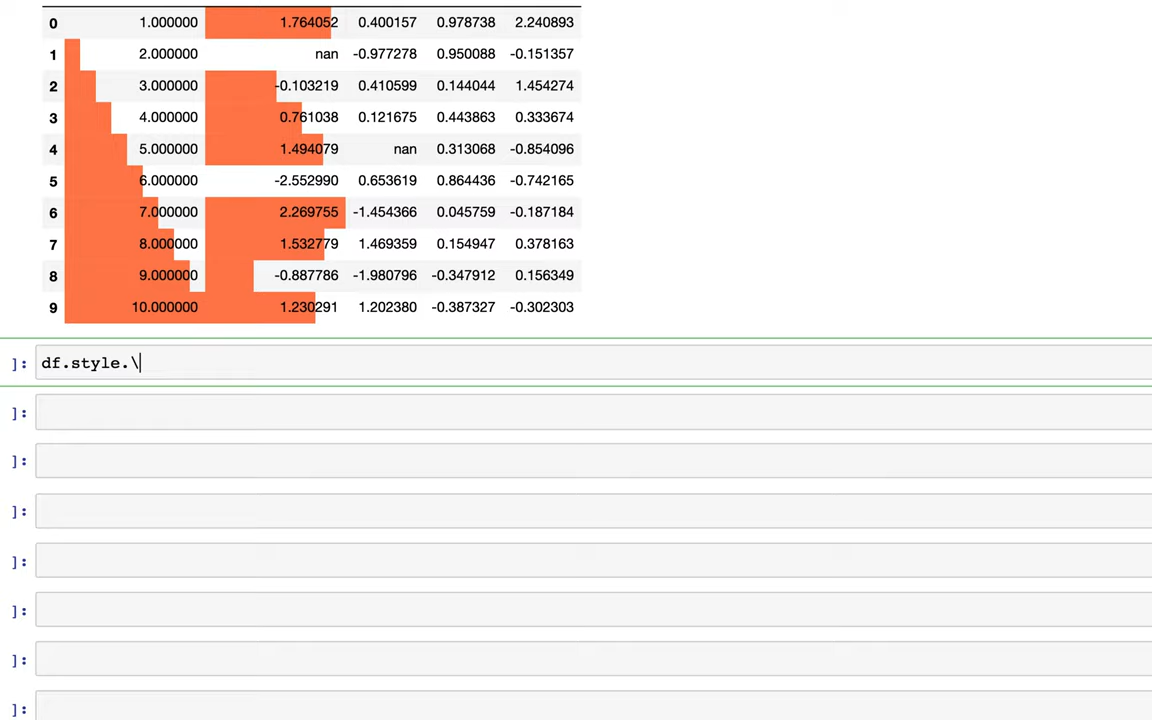 0 1.000000 1.764052 0.400157 0.978738 2.240893
1 2.000000 nan -0.977278 0.950088 -0.151357
2 3.000000 -0.103219 0.410599 0.144044 1.454274
3 4.000000 0.761038 0.121675 0.443863 0.333674
4 5.000000 1.494079 nan 0.313068 -0.854096
5 6.000000 -2.552990 0.653619 0.864436 -0.742165
6 7.000000 2.269755 -1.454366 0.045759 -0.187184
7 8.000000 1.532779 1.469359 0.154947 0.378163
8 9.000000 -0.887786 -1.980796 -0.347912 0.156349
9 10.000000 1.230291 1.202380 -0.387327 -0.302303
]: df.style.\
]:
]:
]:
]:
]:
]:
]: